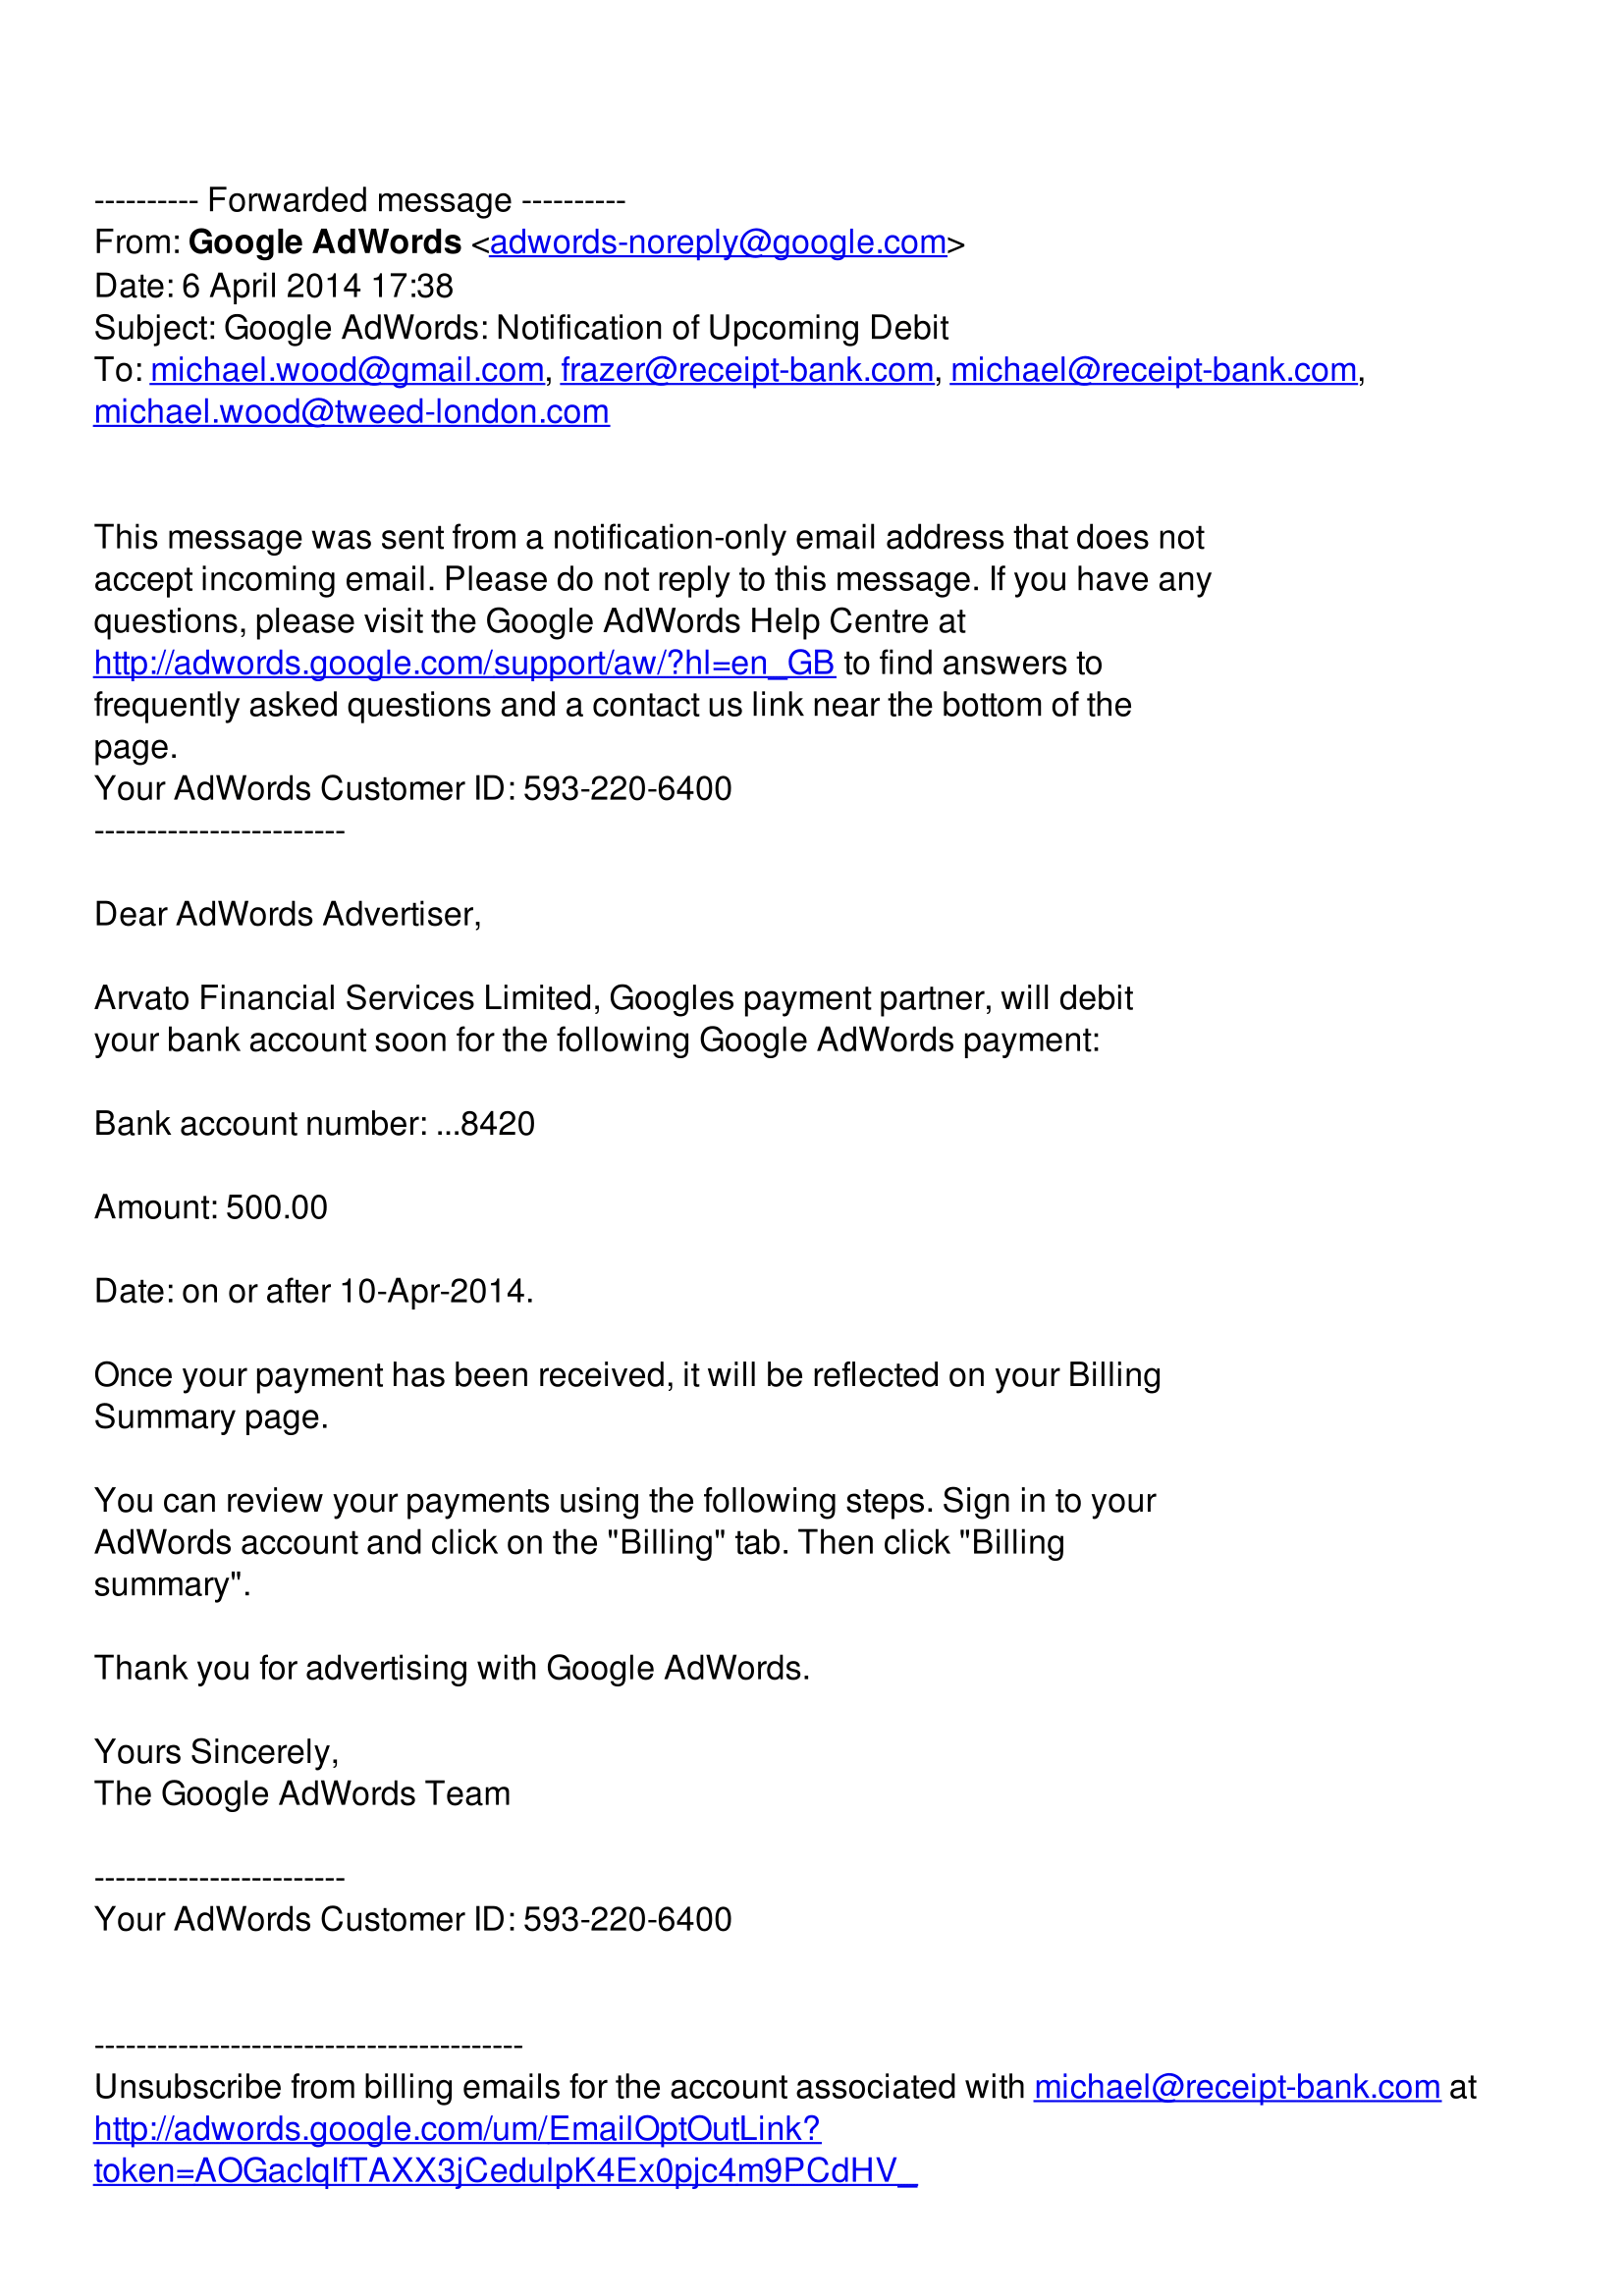 ---------- Forwarded message ----------
From: Google AdWords <adwords-noreply@google.com>
Date: 6 April 2014 17:38
Subject: Google AdWords: Notification of Upcoming Debit
To: michael.wood@gmail.com, frazer@receipt-bank.com, michael@receipt-bank.com,
michael.wood@tweed-london.com
This message was sent from a notification-only email address that does not
accept incoming email. Please do not reply to this message. If you have any
questions, please visit the Google AdWords Help Centre at
http://adwords.google.com/support/aw/?hl=en_GB to find answers to
frequently asked questions and a contact us link near the bottom of the
page.
Your AdWords Customer ID: 593-220-6400
------------------------
Dear AdWords Advertiser,
Arvato Financial Services Limited, Googles payment partner, will debit
your bank account soon for the following Google AdWords payment:
Bank account number: ...8420
Amount: 500.00
Date: on or after 10-Apr-2014.
Once your payment has been received, it will be reflected on your Billing
Summary page.
You can review your payments using the following steps. Sign in to your
AdWords account and click on the "Billing" tab. Then click "Billing
summary".
Thank you for advertising with Google AdWords.
Yours Sincerely,
The Google AdWords Team
------------------------
Your AdWords Customer ID: 593-220-6400
-----------------------------------------
Unsubscribe from billing emails for the account associated with michael@receipt-bank.com at
http://adwords.google.com/um/EmailOptOutLink?
token=AOGacIqIfTAXX3jCedulpK4Ex0pjc4m9PCdHV_